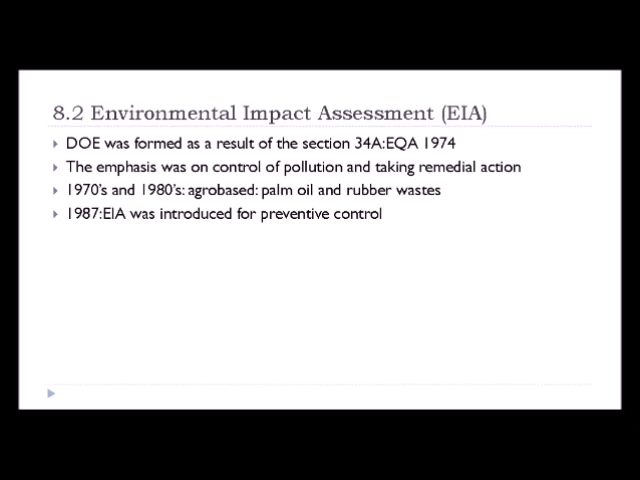 8.2 Environmental Impact Assessment (EIA)
DOE was formed as a result of the section 34A:EQA 1974
The emphasis was on control of pollution and taking remedial action
1970's and 1980's: agrobased: palm oil and rubber wastes
1987:EIA was introduced for preventive control